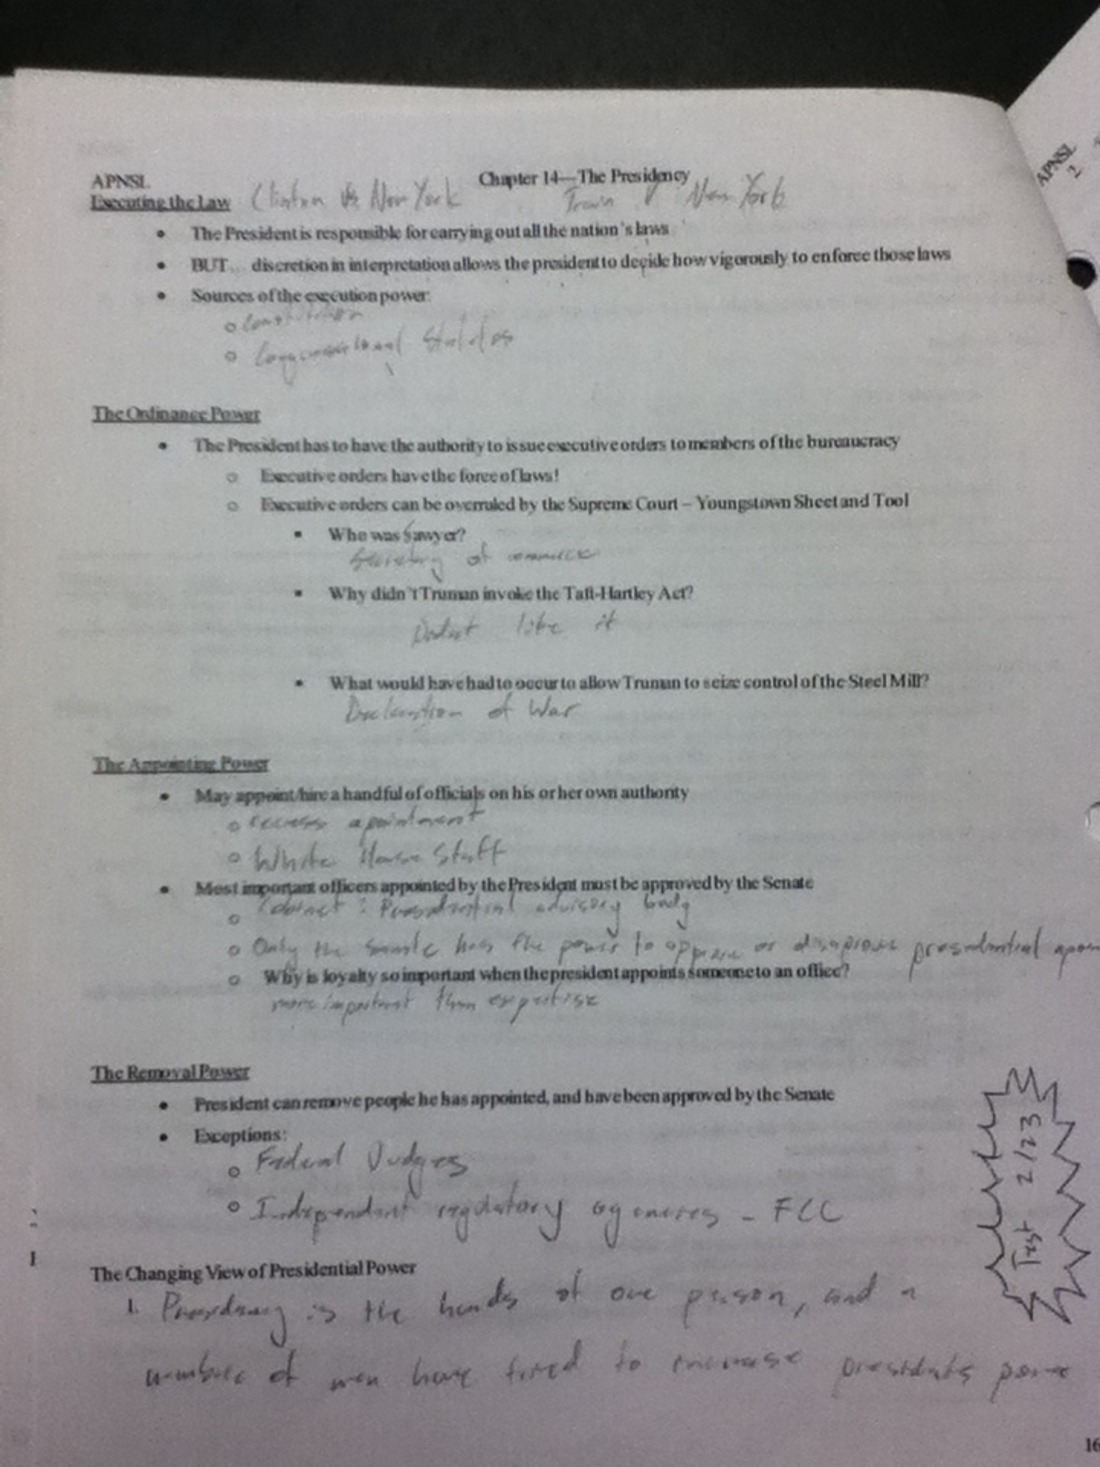 APNSL
Chapter 14—The Presidency
Executing the Law Clinton vs New York Train v New York
• The President is responsible for carrying out all the nation's laws
• BUT… discretion in interpretation allows the president to decide how vigorously to enforce those laws
• Sources of the execution power:
o Constitution
o Congressional
The Ordinance Power
• The President has to have the authority to issue executive orders to members of the bureaucracy
o Executive orders have the force of laws!
o Executive orders can be overruled by the Supreme Court – Youngstown Sheet and Tool
▪ Who was Sawyer?
Secretary of commerce
▪ Why didn't Truman invoke the Taft-Hartley Act?
Didnt like it
▪ What would have had to occur to allow Truman to seize control of the Steel Mill?
Declaration of War
The Appointing Power
• May appoint/hire a handful of officials on his or her own authority
o recess apointment
o White House Staff
• Most important officers appointed by the President must be approved by the Senate
o Cabinet: Presidential advisory body
o Only the senate has the power to approve or disaprove presidential apoin
o Why is loyalty so important when the president appoints someone to an office?
more important than expertise
The Removal Power
• President can remove people he has appointed, and have been approved by the Senate
• Exceptions:
o Federal Judges
o Independent regulatory agencies - FCC
The Changing View of Presidential Power
1. Presidency is the hands of one person, and a
number of men have tried to increase presidents power
Test 2/23
16
APNSL
2